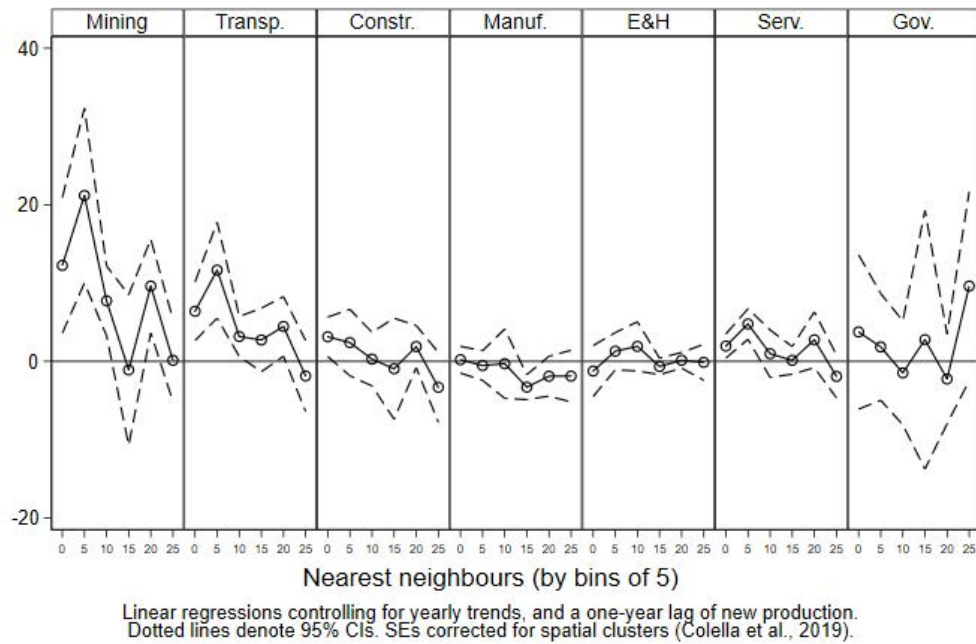 Mining Transp. Constr. Manuf. E&H Serv. Gov.
40
20
0
-20
0 5 10 15 20 25 0 5 10 15 20 25 0 5 10 15 20 25 0 5 10 15 20 25 0 5 10 15 20 25 0 5 10 15 20 25 0 5 10 15 20 25
Nearest neighbours (by bins of 5)
Linear regressions controlling for yearly trends, and a one-year lag of new production.
Dotted lines denote 95% CIs. SEs corrected for spatial clusters (Colella et al., 2019).